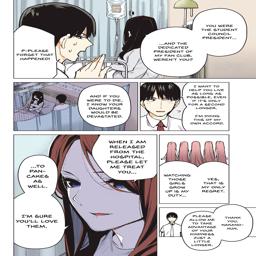 YOU WERE
THE STUDENT
COUNCIL
PRESIDENT...
...AND THE
DEDICATED
PRESIDENT OF
MY FAN CLUB,
WEREN'T YOU?
P-PLEASE
FORGET THAT
HAPPENED!
I WANT TO
HELP YOU LIVE
AS LONG AS
POSSIBLE, EVEN
IF IT'S ONLY
FOR A SECOND
LONGER.
I'M DOING
THIS OF MY
OWN ACCORD.
AND IF YOU
WERE TO DIE,
I KNOW YOUR
DAUGHTERS
WOULD BE
DEVASTATED.
YES,
THAT IS
MY ONLY
REGRET.
WATCHING
THOSE
GIRLS
GROW UP
IS MY
DUTY...
WHEN I AM
RELEASED
FROM THE
HOSPITAL,
PLEASE LET
ME TREAT
YOU...
...TO
PAN-
CAKES
AS
WELL.
I'M SURE
YOU'LL LOVE
THEM.
THANK
YOU,
PLEASE
ALLOW ME
TO TAKE
ADVANTAGE
OF YOUR
KINDNESS
JUST A
LITTLE
LONGER.